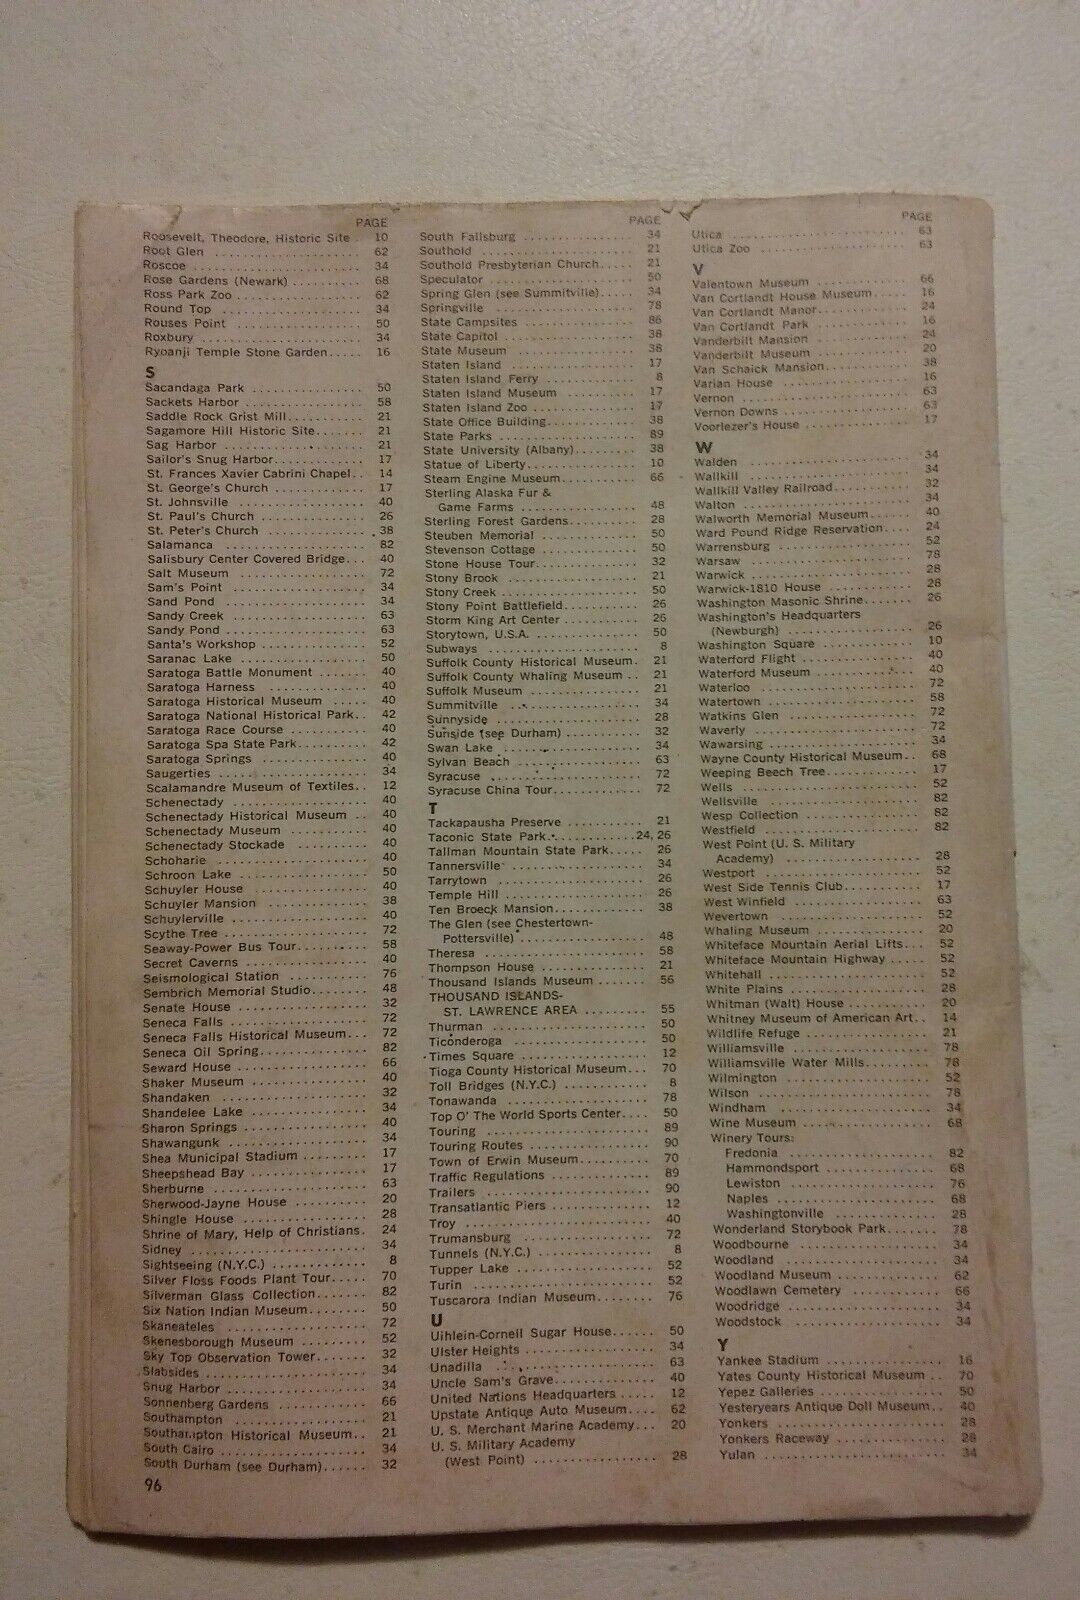 PAGE
Roosevelt, Theodore, Historic Site . 10
Root Glen .................. 62
Roscoe .................. 34
Rose Gardens (Newark) .......... 68
Ross Park Zoo .................. 62
Round Top .................. 34
Rouses Point .................. 50
Roxbury .................. 34
Ryoanji Temple Stone Garden..... 16
S
Sacandaga Park .................. 50
Sackets Harbor .................. 58
Saddle Rock Grist Mill........... 21
Sagamore Hill Historic Site....... 21
Sag Harbor .................. 21
Sailor's Snug Harbor............. 17
St. Frances Xavier Cabrini Chapel.. 14
St. George's Church ............. 17
St. Johnsville .................. 40
St. Paul's Church .............. 26
St. Peter's Church .............. 38
Salamanca .................. 82
Salisbury Center Covered Bridge... 40
Salt Museum .................. 72
Sam's Point .................. 34
Sand Pond .................. 34
Sandy Creek .................. 63
Sandy Pond .................. 63
Santa's Workshop .............. 52
Saranac Lake .................. 50
Saratoga Battle Monument ....... 40
Saratoga Harness .............. 40
Saratoga Historical Museum ..... 40
Saratoga National Historical Park.. 42
Saratoga Race Course .......... 40
Saratoga Spa State Park......... 42
Saratoga Springs .............. 40
Saugerties .................. 34
Scalamandre Museum of Textiles.. 12
Schenectady .................. 40
Schenectady Historical Museum .. 40
Schenectady Museum .......... 40
Schenectady Stockade .......... 40
Schoharie .................. 40
Schroon Lake .................. 50
Schuyler House .............. 40
Schuyler Mansion .............. 38
Schuylerville .................. 40
Scythe Tree .................. 72
Seaway-Power Bus Tour......... 58
Secret Caverns .............. 40
Seismological Station .......... 76
Sembrich Memorial Studio....... 48
Senate House .................. 32
Seneca Falls .................. 72
Seneca Falls Historical Museum... 72
Seneca Oil Spring............... 82
Seward House .................. 66
Shaker Museum .............. 40
Shandaken .................. 32
Shandelee Lake .............. 34
Sharon Springs .............. 40
Shawangunk .................. 34
Shea Municipal Stadium ......... 17
Sheepshead Bay .............. 17
Sherburne .................. 63
Sherwood-Jayne House .......... 20
Shingle House .................. 28
Shrine of Mary, Help of Christians. 24
Sidney .................. 34
Sightseeing (N.Y.C.) .......... 8
Silver Floss Foods Plant Tour..... 70
Silverman Glass Collection....... 82
Six Nation Indian Museum....... 50
Skaneateles .................. 72
Skenesborough Museum ......... 52
Sky Top Observation Tower....... 32
Slabsides .................. 34
Snug Harbor .................. 34
Sonnenberg Gardens .......... 66
Southampton .................. 21
Southampton Historical Museum.. 21
South Cairo .................. 34
South Durham (see Durham)...... 32
96
PAGE
South Fallsburg .............. 34
Southold .................. 21
Southold Presbyterian Church..... 21
Speculator .................. 50
Spring Glen (see Summitville)..... 34
Springville .................. 78
State Campsites .............. 86
State Capitol .................. 38
State Museum .................. 38
Staten Island .................. 17
Staten Island Ferry .............. 8
Staten Island Museum .......... 17
Staten Island Zoo .............. 17
State Office Building............. 38
State Parks .................. 89
State University (Albany)......... 38
Statue of Liberty............... 10
Steam Engine Museum........... 66
Sterling Alaska Fur &
Game Farms .................. 48
Sterling Forest Gardens.......... 28
Steuben Memorial .............. 50
Stevenson Cottage .............. 50
Stone House Tour............... 32
Stony Brook .................. 21
Stony Creek .................. 50
Stony Point Battlefield........... 26
Storm King Art Center ........... 26
Storytown, U.S.A. .............. 50
Subways .................. 8
Suffolk County Historical Museum. 21
Suffolk County Whaling Museum .. 21
Suffolk Museum .............. 21
Summitville .................. 34
Sunnyside .................. 28
Sunside (see Durham) .......... 32
Swan Lake .................. 34
Sylvan Beach .................. 63
Syracuse .................. 72
Syracuse China Tour............. 72
T
Tackapausha Preserve .......... 21
Taconic State Park.............24, 26
Tallman Mountain State Park..... 26
Tannersville .................. 34
Tarrytown .................. 26
Temple Hill .................. 26
Ten Broeck Mansion............. 38
The Glen (see Chestertown-
Pottersville) .................. 48
Theresa .................. 58
Thompson House .............. 21
Thousand Islands Museum ....... 56
THOUSAND ISLANDS-
ST. LAWRENCE AREA ......... 55
Thurman .................. 50
Ticonderoga .................. 50
Times Square .................. 12
Tioga County Historical Museum... 70
Toll Bridges (N.Y.C.) ............ 8
Tonawanda .................. 78
Top O' The World Sports Center.... 50
Touring .................. 89
Touring Routes .............. 90
Town of Erwin Museum.......... 70
Traffic Regulations .............. 89
Trailers .................. 90
Transatlantic Piers .............. 12
Troy .................. 40
Trumansburg .................. 72
Tunnels (N.Y.C.) .............. 8
Tupper Lake .................. 52
Turin .................. 52
Tuscarora Indian Museum........ 76
U
Uihlein-Cornell Sugar House...... 50
Ulster Heights .................. 34
Unadilla .................. 63
Uncle Sam's Grave............... 40
United Nations Headquarters ..... 12
Upstate Antique Auto Museum.... 62
U. S. Merchant Marine Academy... 20
U. S. Military Academy
(West Point) .................. 28
PAGE
Utica .................. 63
Utica Zoo .................. 63
V
Valentown Museum .............. 66
Van Cortlandt House Museum..... 16
Van Cortlandt Manor............. 24
Van Cortlandt Park .............. 16
Vanderbilt Mansion .............. 24
Vanderbilt Museum .............. 20
Van Schaick Mansion............. 38
Varian House .................. 16
Vernon .................. 63
Vernon Downs .................. 63
Voorlezer's House .............. 17
W
Walden .................. 34
Wallkill .................. 34
Wallkill Valley Railroad........... 32
Walton .................. 34
Walworth Memorial Museum....... 40
Ward Pound Ridge Reservation.... 24
Warrensburg .................. 52
Warsaw .................. 78
Warwick .................. 28
Warwick-1810 House ........... 28
Washington Masonic Shrine....... 26
Washington's Headquarters
(Newburgh) .................. 26
Washington Square .............. 10
Waterford Flight .............. 40
Waterford Museum .............. 40
Waterloo .................. 72
Watertown .................. 58
Watkins Glen .................. 72
Waverly .................. 72
Wawarsing .................. 34
Wayne County Historical Museum.. 68
Weeping Beech Tree............. 17
Wells .................. 52
Wellsville .................. 82
Wesp Collection .............. 82
Westfield .................. 82
West Point (U. S. Military
Academy) .................. 28
Westport .................. 52
West Side Tennis Club........... 17
West Winfield .................. 63
Wevertown .................. 52
Whaling Museum .............. 20
Whiteface Mountain Aerial Lifts... 52
Whiteface Mountain Highway ..... 52
Whitehall .................. 52
White Plains .................. 28
Whitman (Walt) House ........... 20
Whitney Museum of American Art.. 14
Wildlife Refuge .............. 21
Williamsville .................. 78
Williamsville Water Mills......... 78
Wilmington .................. 52
Wilson .................. 78
Windham .................. 34
Wine Museum .................. 68
Winery Tours:
Fredonia .................. 82
Hammondsport .............. 68
Lewiston .................. 76
Naples .................. 68
Washingtonville .............. 28
Wonderland Storybook Park....... 78
Woodbourne .................. 34
Woodland .................. 34
Woodland Museum .............. 62
Woodlawn Cemetery ............ 66
Woodridge .................. 34
Woodstock .................. 34
Y
Yankee Stadium .............. 16
Yates County Historical Museum .. 70
Yepez Galleries .............. 50
Yesteryears Antique Doll Museum.. 40
Yonkers .................. 28
Yonkers Raceway .............. 28
Yulan .................. 34